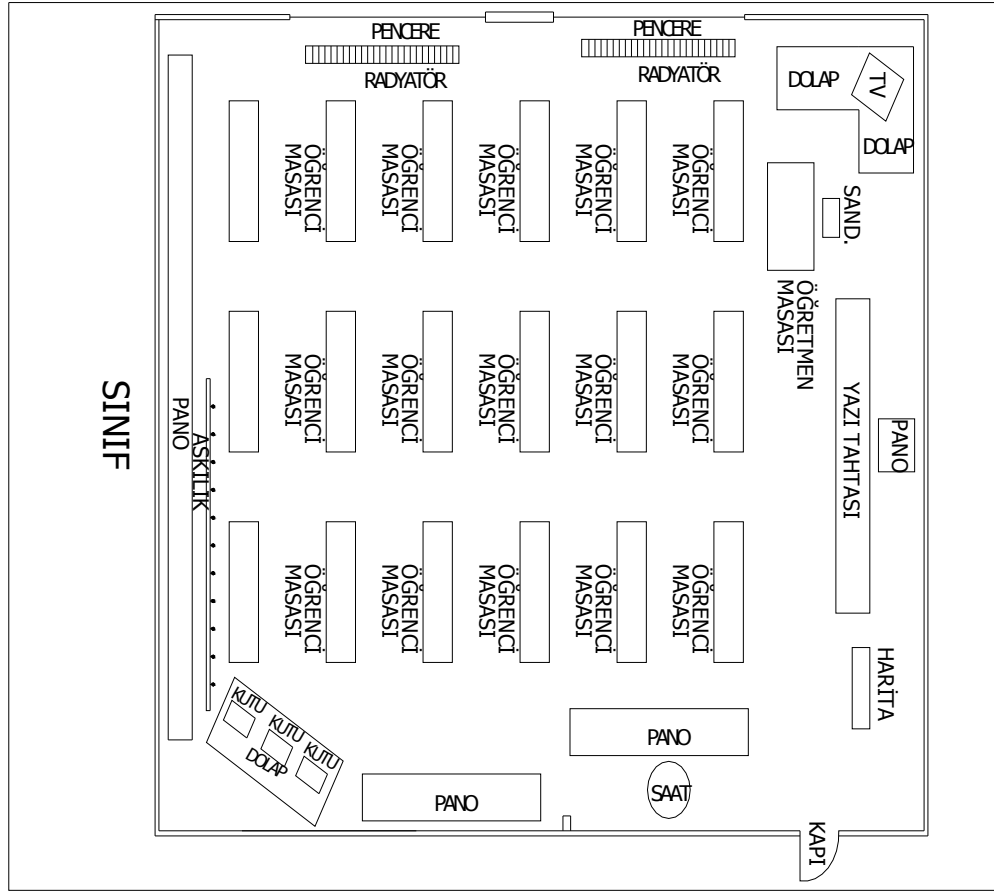 PENCERE
PENCERE
RADYATÖR
RADYATÖR
DOLAP
TV
DOLAP
ÖĞRENCİ
MASASI
ÖĞRENCİ
MASASI
ÖĞRENCİ
MASASI
ÖĞRENCİ
MASASI
ÖĞRENCİ
MASASI
SAND.
ÖĞRETMEN
MASASI
SINIF
PANO
ASKILIK
ÖĞRENCİ
MASASI
ÖĞRENCİ
MASASI
ÖĞRENCİ
MASASI
ÖĞRENCİ
MASASI
ÖĞRENCİ
MASASI
YAZI TAHTASI
PANO
ÖĞRENCİ
MASASI
ÖĞRENCİ
MASASI
ÖĞRENCİ
MASASI
ÖĞRENCİ
MASASI
ÖĞRENCİ
MASASI
HARİTA
KUTU
KUTU
KUTU
DOLAP
PANO
PANO
SAAT
KAPI